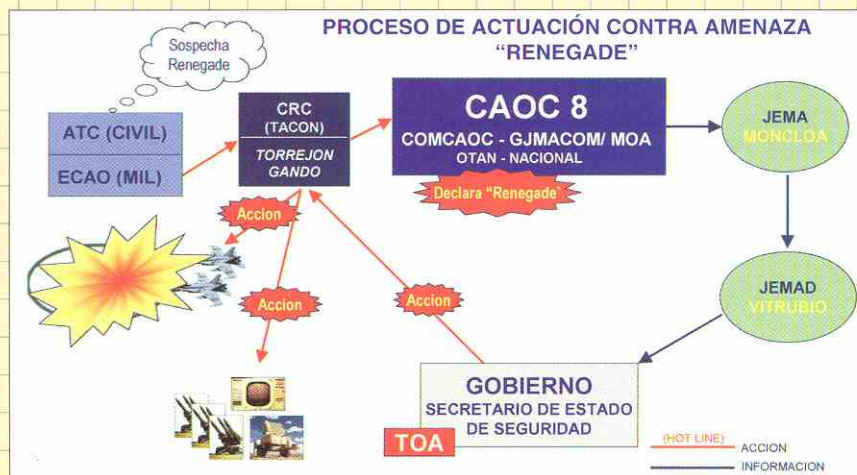 PROCESO DE ACTUACIÓN CONTRA AMENAZA
“RENEGADE”
Sospecha
Renegade
ATC (CIVIL)
ECAO (MIL)
CRC
(TACON)
TORREJON
GANDO
CAOC 8
COMCAOC - GJMACOM/ MOA
OTAN - NACIONAL
Declara “Renegade”
JEMA
MONCLOA
JEMAD
VITRUBIO
Accion
Accion
Accion
GOBIERNO
SECRETARIO DE ESTADO
DE SEGURIDAD
TOA
(HOT LINE)
ACCION
INFORMACION